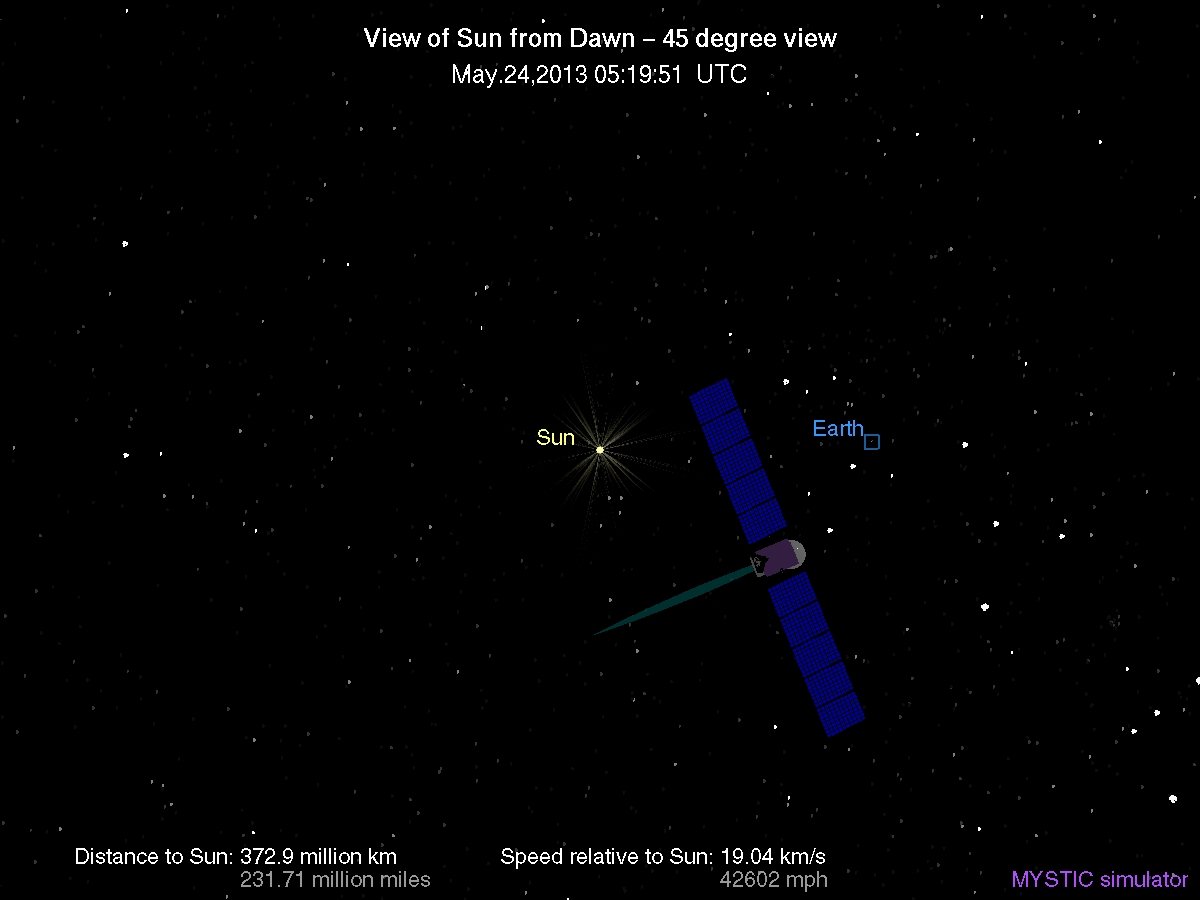 View of Sun from Dawn – 45 degree view
May.24,2013 05:19:51 UTC
Sun
Earth
Distance to Sun: 372.9 million km
231.71 million miles
Speed relative to Sun: 19.04 km/s
42602 mph
MYSTIC simulator